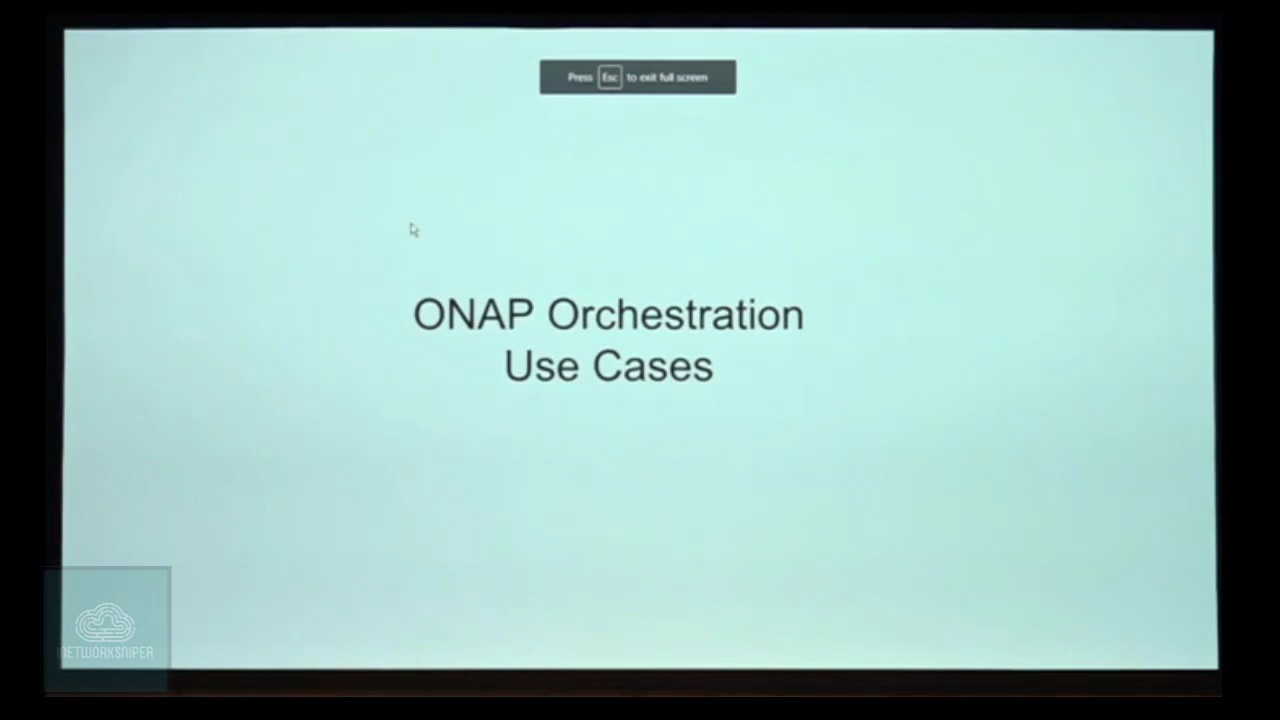 Press Esc to exit full screen
ONAP Orchestration
Use Cases
NETWORKSNIPER